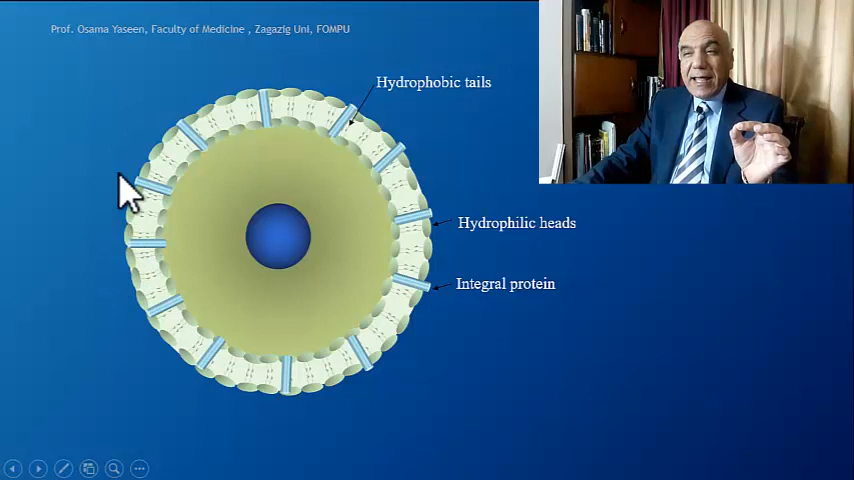 Prof. Osama Yaseen, Faculty of Medicine , Zagazig Uni, FOMPU
Hydrophobic tails
Hydrophilic heads
Integral protein